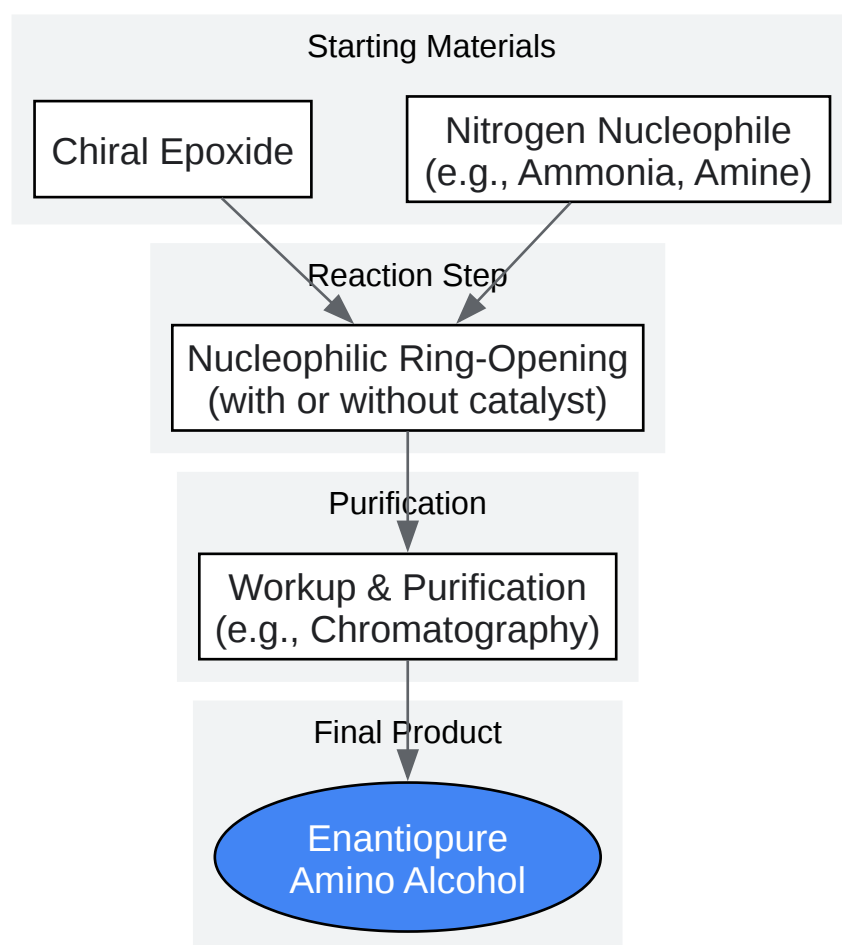 Starting Materials
Chiral Epoxide
Nitrogen Nucleophile
(e.g., Ammonia, Amine)
Reaction Step
Nucleophilic Ring-Opening
(with or without catalyst)
Purification
Workup & Purification
(e.g., Chromatography)
Final Product
Enantiopure
Amino Alcohol